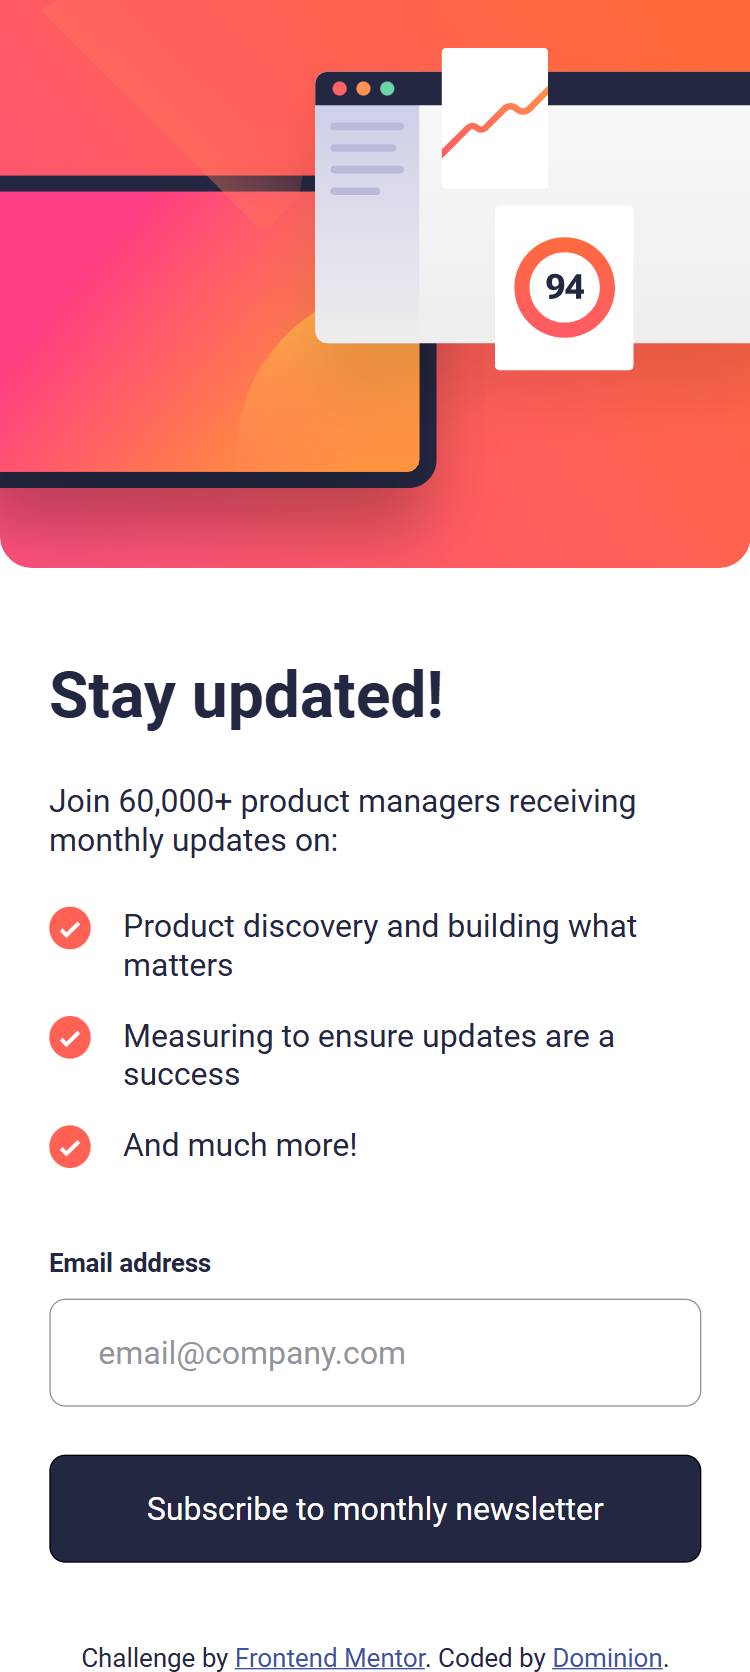 94
Stay updated!
Join 60,000+ product managers receiving
monthly updates on:
Product discovery and building what
matters
Measuring to ensure updates are a
success
And much more!
Email address
email@company.com
Subscribe to monthly newsletter
Challenge by Frontend Mentor. Coded by Dominion.